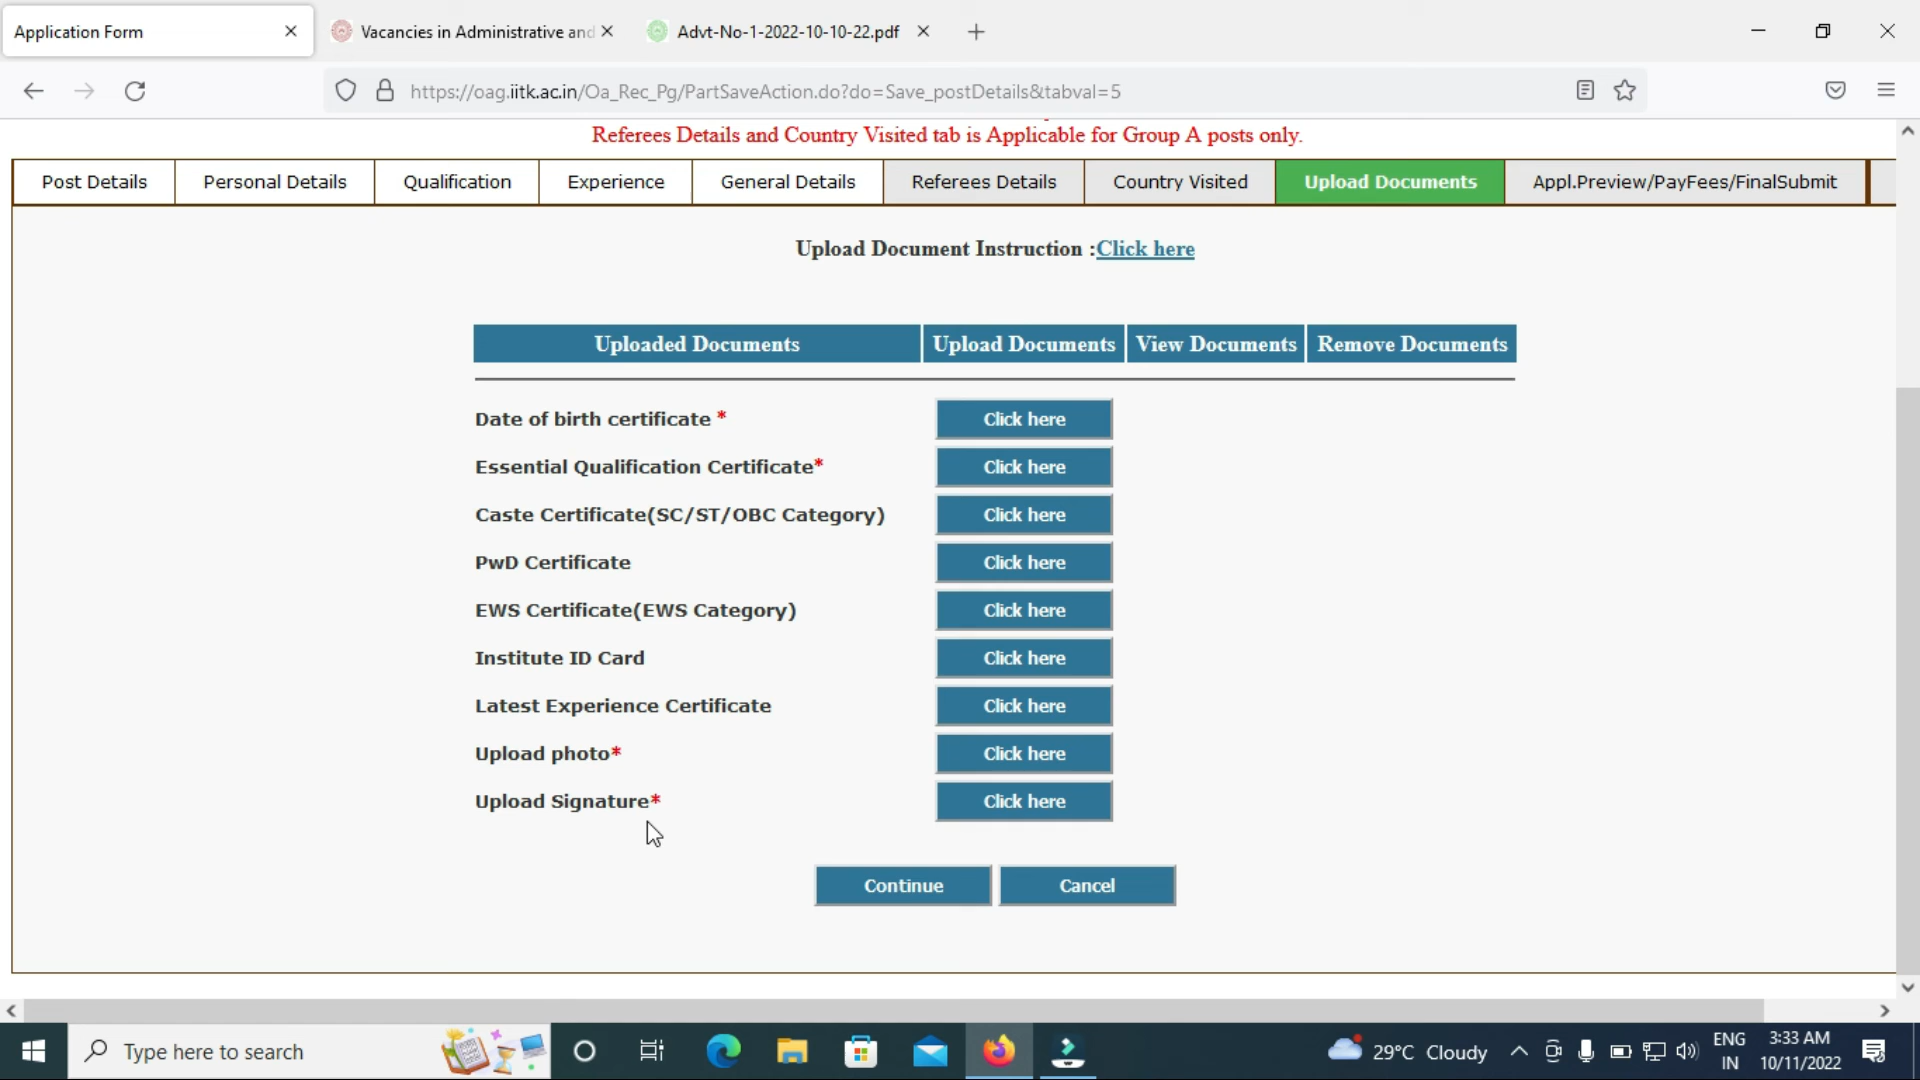 Application Form
Vacancies in Administrative and
Advt-No-1-2022-10-10-22.pdf
https://oag.iitk.ac.in/Oa_Rec_Pg/PartSaveAction.do?do=Save_postDetails&tabval=5
Referees Details and Country Visited tab is Applicable for Group A posts only.
Post Details Personal Details Qualification Experience General Details Referees Details Country Visited Upload Documents Appl.Preview/PayFees/FinalSubmit
Upload Document Instruction :Click here
Uploaded Documents Upload Documents View Documents Remove Documents
Date of birth certificate * Click here
Essential Qualification Certificate* Click here
Caste Certificate(SC/ST/OBC Category) Click here
PwD Certificate Click here
EWS Certificate(EWS Category) Click here
Institute ID Card Click here
Latest Experience Certificate Click here
Upload photo* Click here
Upload Signature* Click here
Continue Cancel
Type here to search
29°C Cloudy
ENG
IN
3:33 AM
10/11/2022